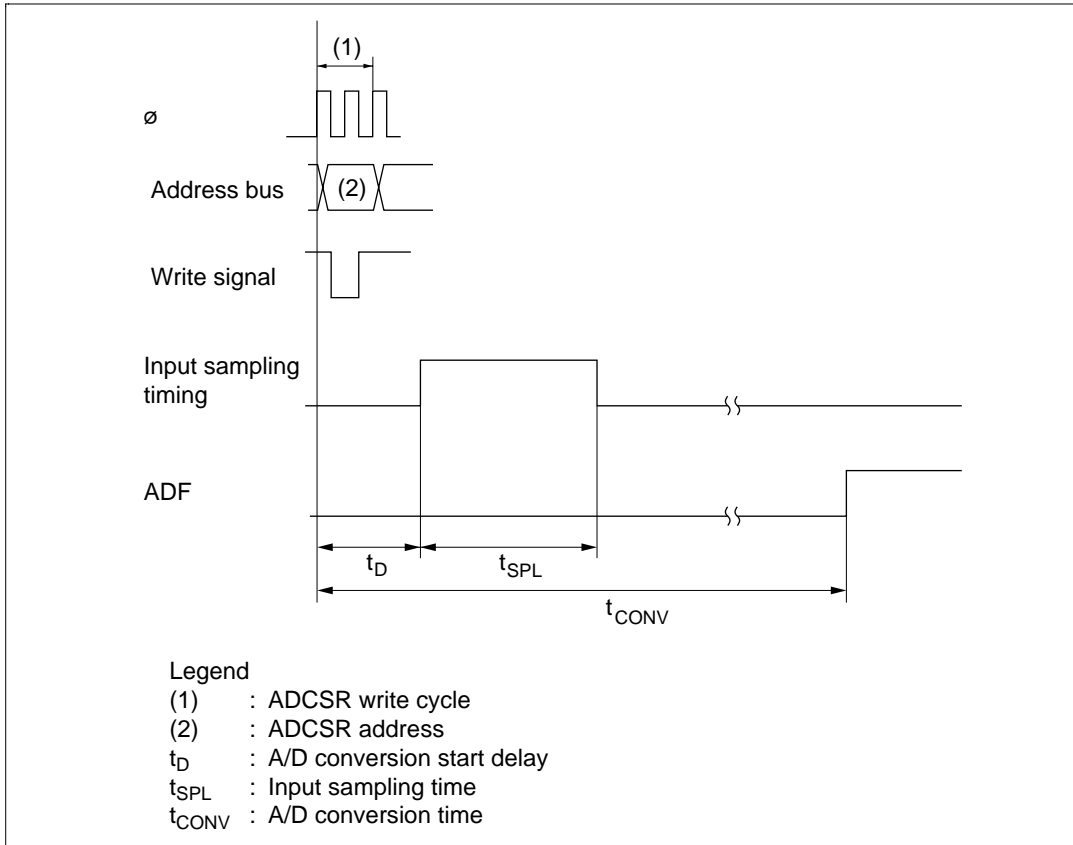 (1)
ø
Address bus
(2)
Write signal
Input sampling
timing
ADF
tD
tSPL
tCONV
Legend
(1) : ADCSR write cycle
(2) : ADCSR address
tD : A/D conversion start delay
tSPL : Input sampling time
tCONV : A/D conversion time